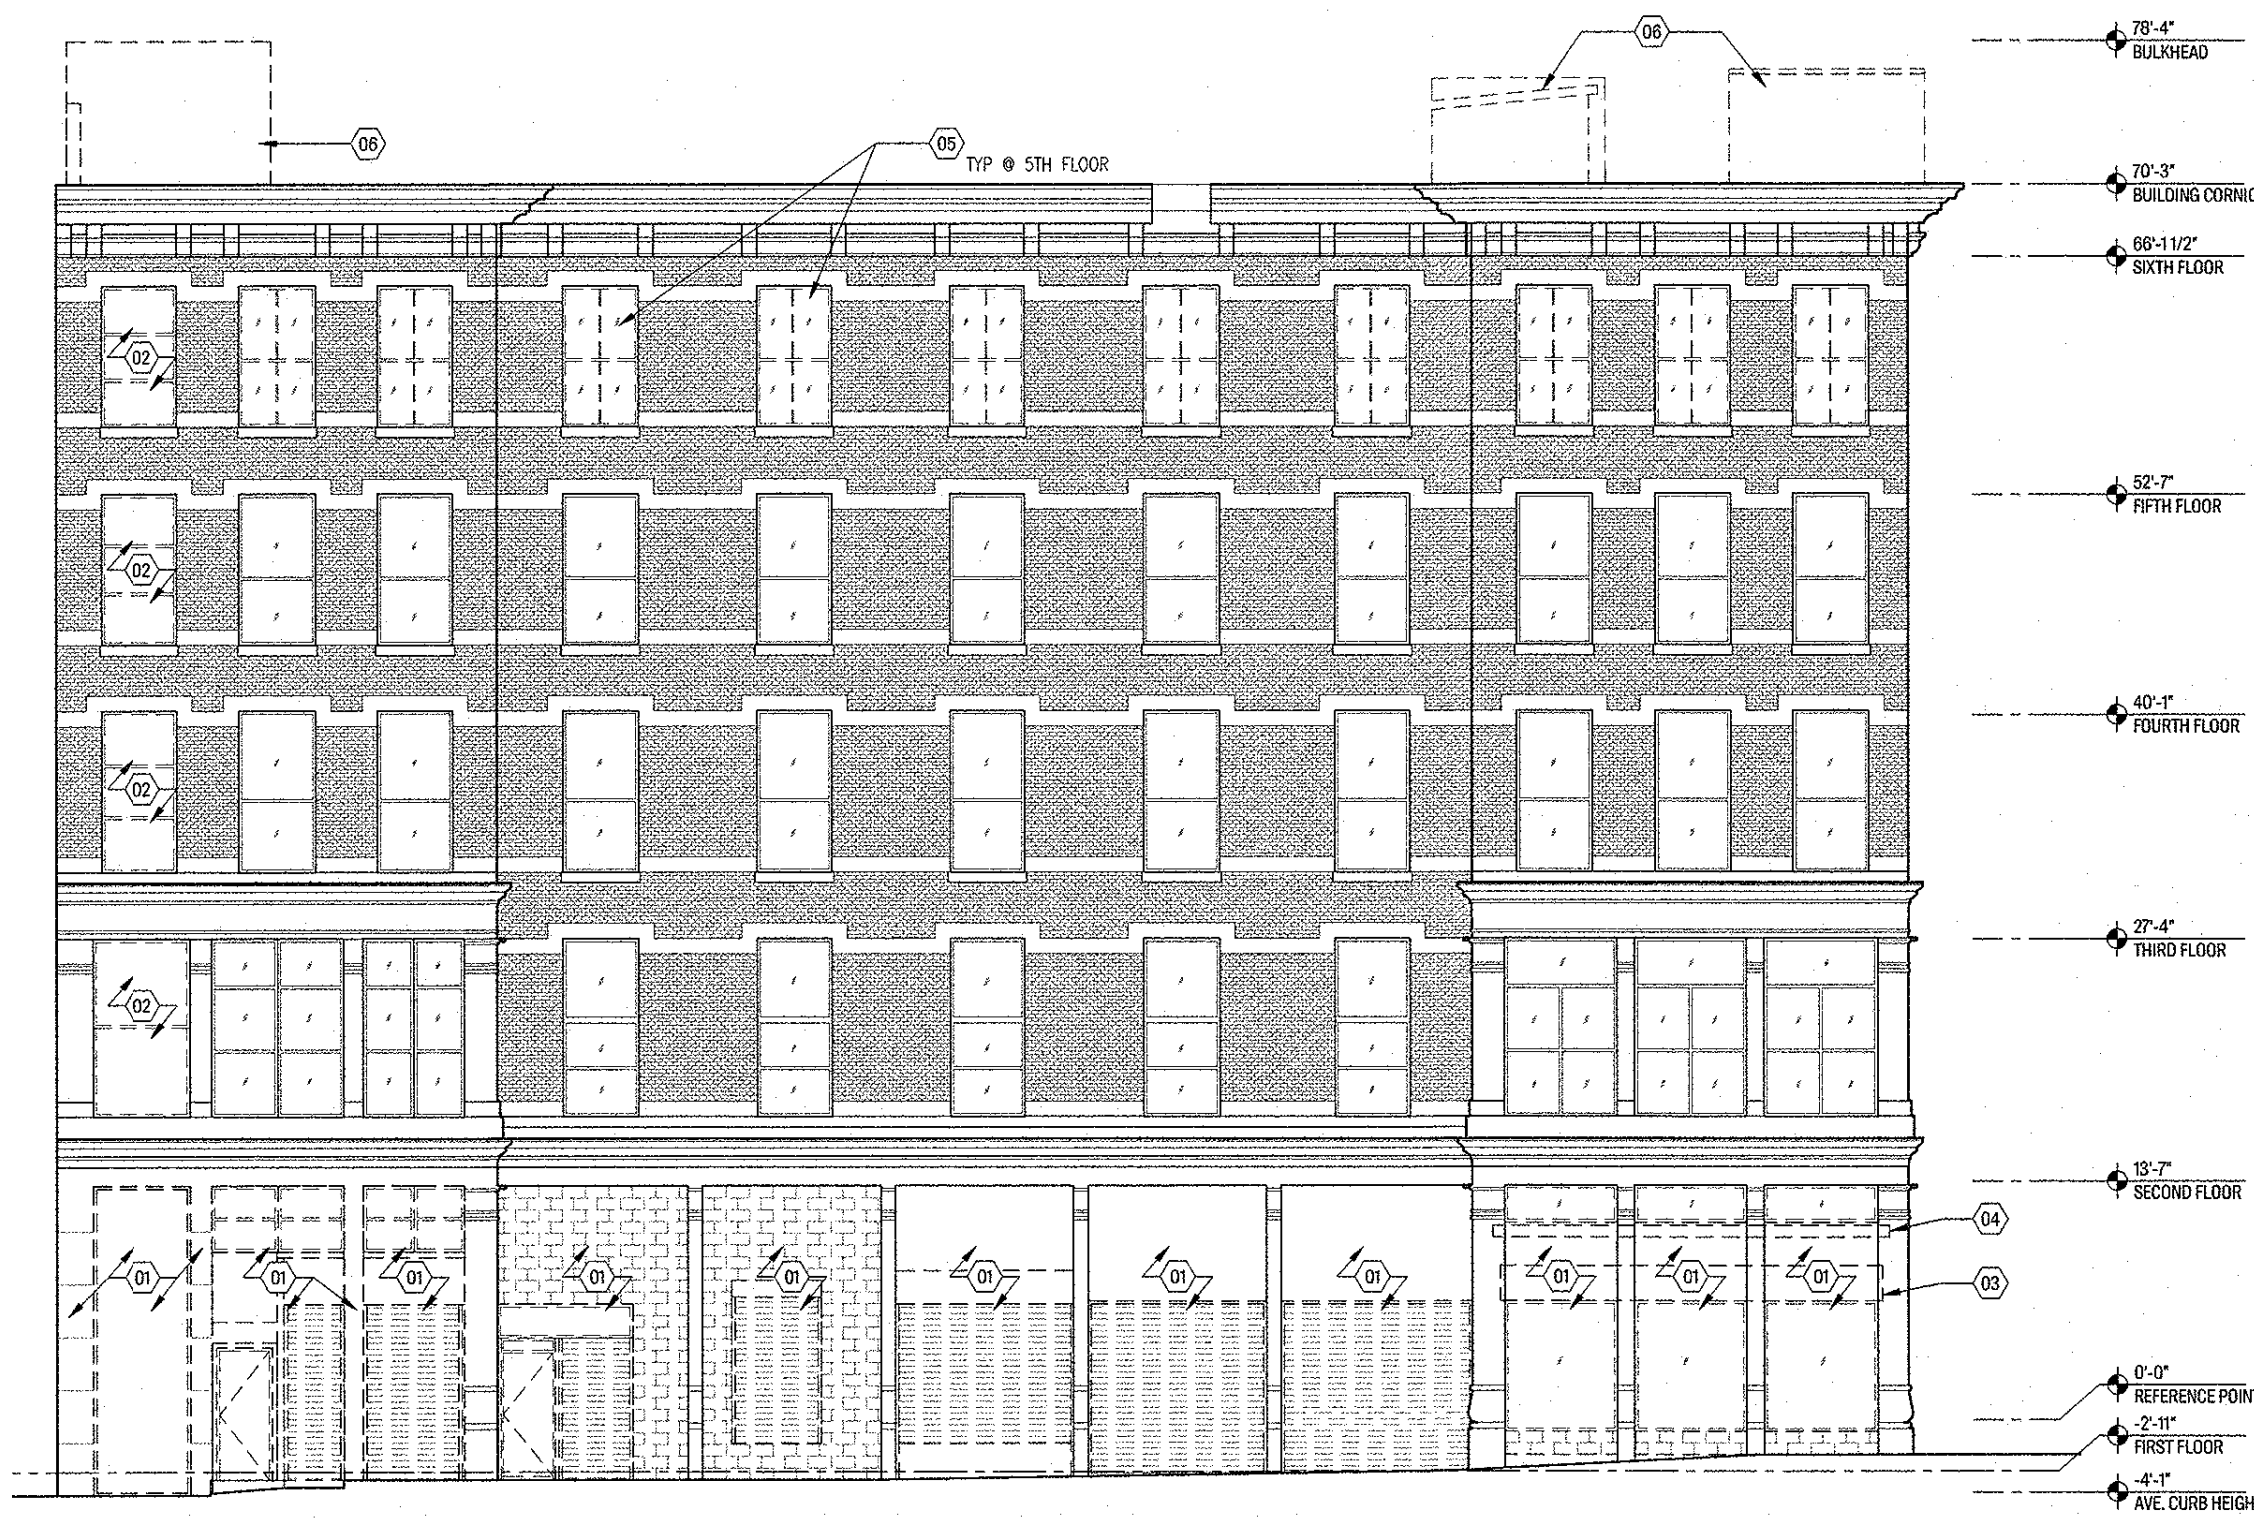 06
78'-4"
BULKHEAD
06
05
TYP @ 5TH FLOOR
70'-3"
BUILDING CORNIC
66'-11/2"
SIXTH FLOOR
02
52'-7"
FIFTH FLOOR
02
40'-1"
FOURTH FLOOR
02
27'-4"
THIRD FLOOR
02
13'-7"
SECOND FLOOR
04
01 01 01 01 01 01 01 01 01 01 01
03
0'-0"
REFERENCE POIN
-2'-11"
FIRST FLOOR
-4'-1"
AVE. CURB HEIGH